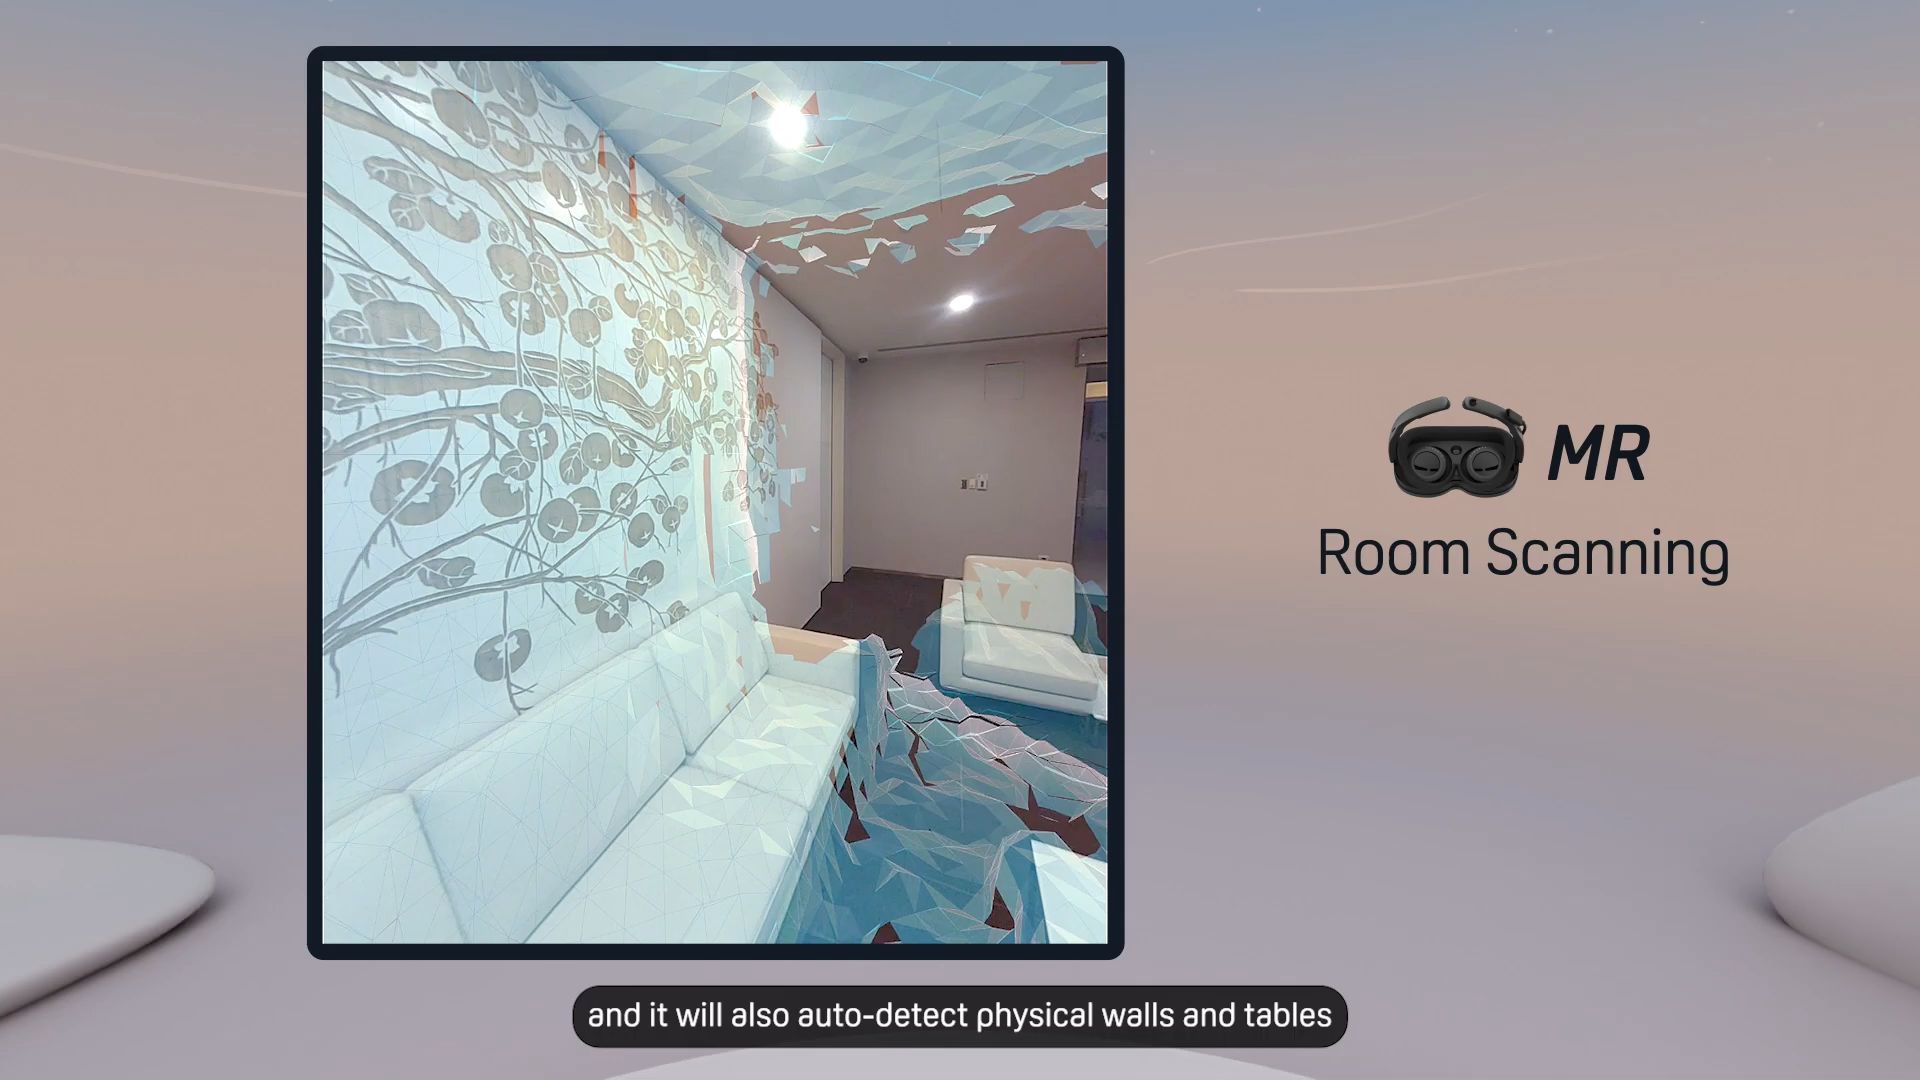 MR
Room Scanning
and it will also auto-detect physical walls and tables